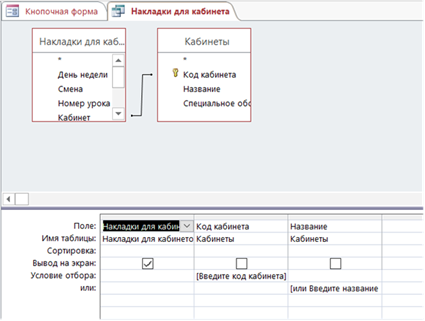 Кнопочная форма
Накладки для кабинета
Накладки для каб...
*
День недели
Смена
Номер урока
Кабинет
Кабинеты
*
Код кабинета
Название
Специальное обо
Поле: Накладки для кабин Код кабинета Название
Имя таблицы: Накладки для кабинето Кабинеты Кабинеты
Сортировка:
Вывод на экран:
Условие отбора: [Введите код кабинета]
или: [или Введите название